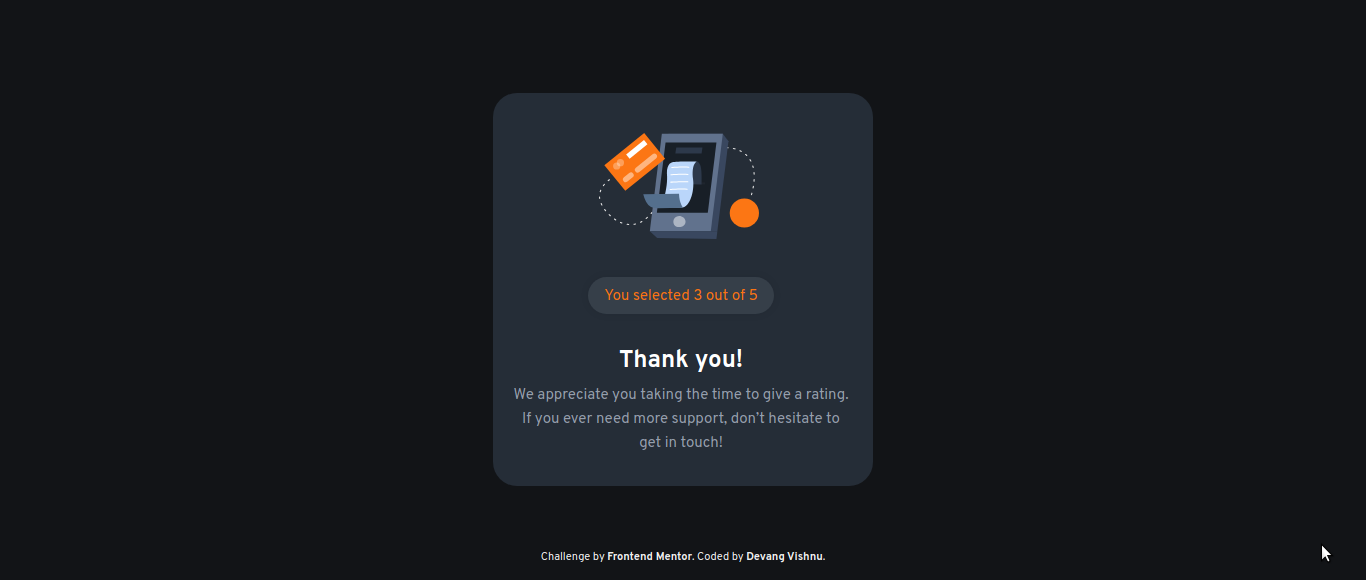 You selected 3 out of 5
Thank you!
We appreciate you taking the time to give a rating.
If you ever need more support, don’t hesitate to
get in touch!
Challenge by Frontend Mentor. Coded by Devang Vishnu.